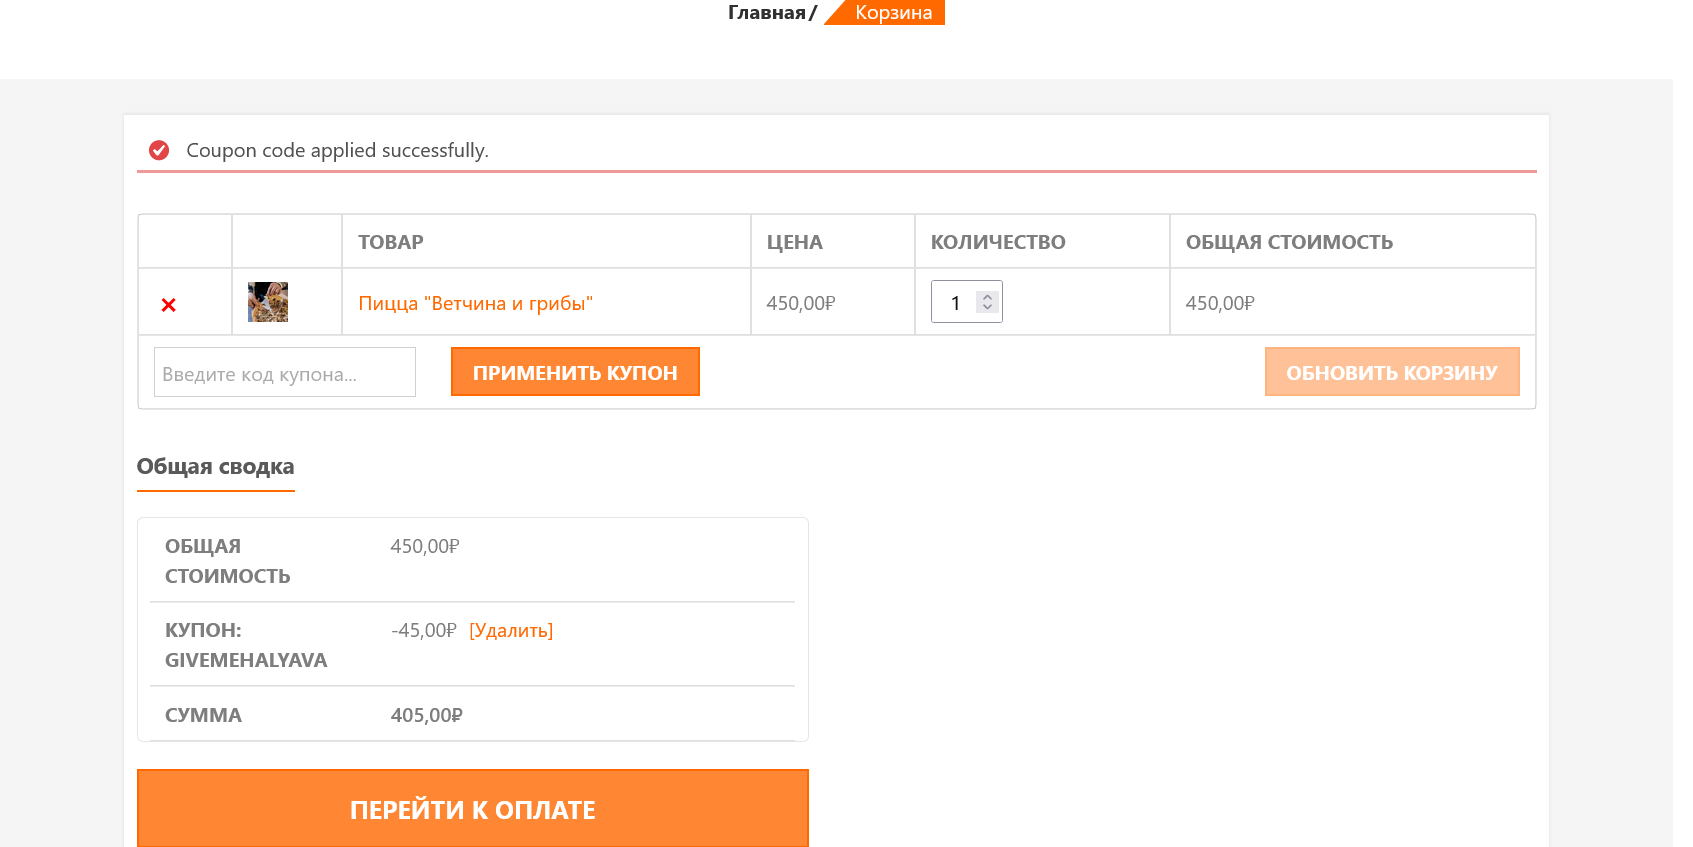 Главная/ Корзина
Coupon code applied successfully.
ТОВАР ЦЕНА КОЛИЧЕСТВО ОБЩАЯ СТОИМОСТЬ
× Пицца "Ветчина и грибы" 450,00₽ 1 450,00₽
Введите код купона... ПРИМЕНИТЬ КУПОН ОБНОВИТЬ КОРЗИНУ
Общая сводка
ОБЩАЯ СТОИМОСТЬ 450,00₽
КУПОН: GIVEMEHALYAVA -45,00₽ [Удалить]
СУММА 405,00₽
ПЕРЕЙТИ К ОПЛАТЕ